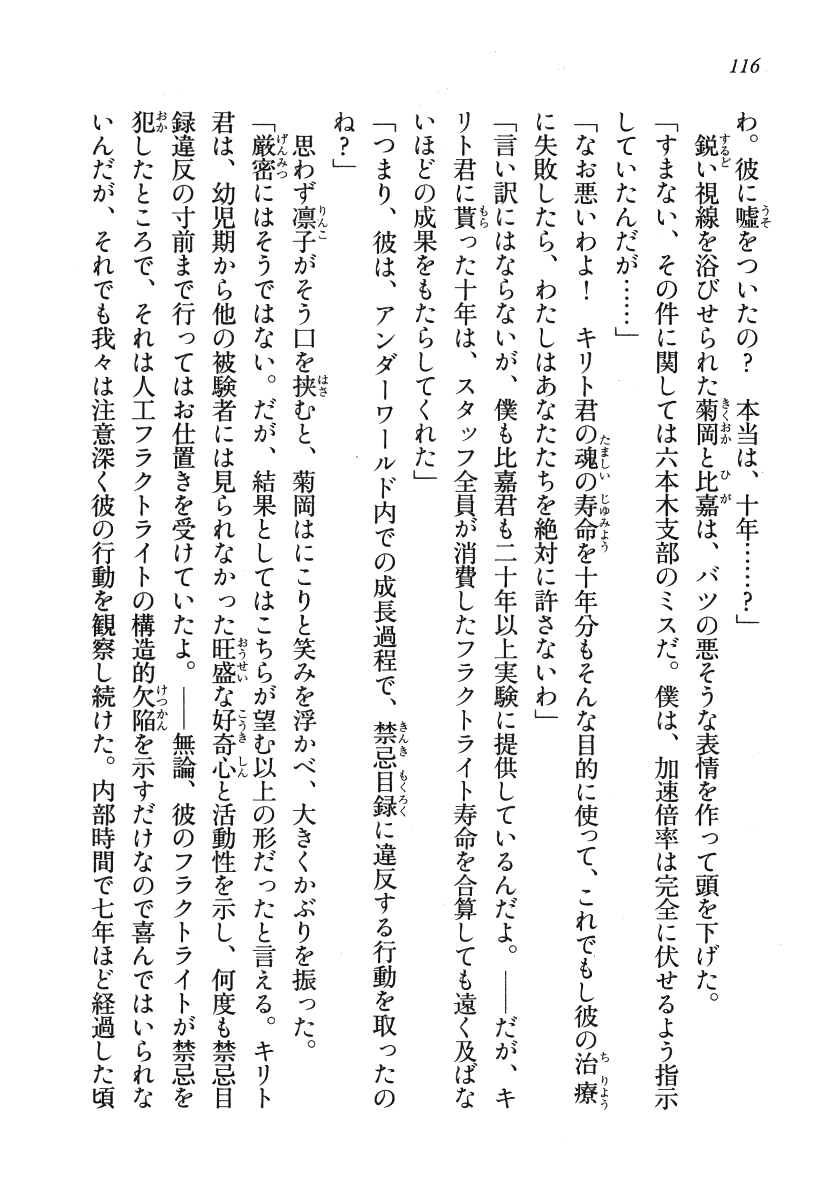 116
わ。彼に嘘をついたの?　本当は、十年……?」
　鋭い視線を浴びせられた菊岡と比嘉は、バツの悪そうな表情を作って頭を下げた。
「すまない、その件に関しては六本木支部のミスだ。僕は、加速倍率は完全に伏せるよう指示
していたんだが……」
「なお悪いわよ!　キリト君の魂の寿命を十年分もそんな目的に使って、これでもし彼の治療
に失敗したら、わたしはあなたたちを絶対に許さないわ」
「言い訳にはならないが、僕も比嘉君も二十年以上実験に提供しているんだよ。——だが、キ
リト君に貰った十年は、スタッフ全員が消費したフラクトライト寿命を合算しても遠く及ばな
いほどの成果をもたらしてくれた」
「つまり、彼は、アンダーワールド内での成長過程で、禁忌目録に違反する行動を取ったの
ね?」
　思わず凛子がそう口を挟むと、菊岡はにこりと笑みを浮かべ、大きくかぶりを振った。
「厳密にはそうではない。だが、結果としてはこちらが望む以上の形だったと言える。キリト
君は、幼児期から他の被験者には見られなかった旺盛な好奇心と活動性を示し、何度も禁忌目
録違反の寸前まで行ってはお仕置きを受けていたよ。——無論、彼のフラクトライトが禁忌を
犯したところで、それは人工フラクトライトの構造的欠陥を示すだけなので喜んではいられな
いんだが、それでも我々は注意深く彼の行動を観察し続けた。内部時間で七年ほど経過した頃